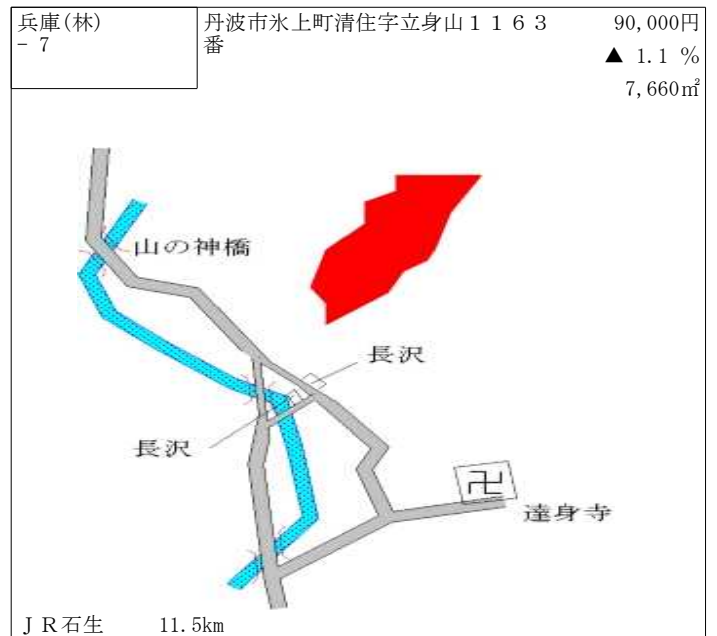 兵庫(林)
- 7
丹波市氷上町清住字立身山１１６３
番
90,000円
▲ 1.1 %
7,660㎡
山の神橋
長沢
長沢
卍
達身寺
ＪＲ石生 11.5km